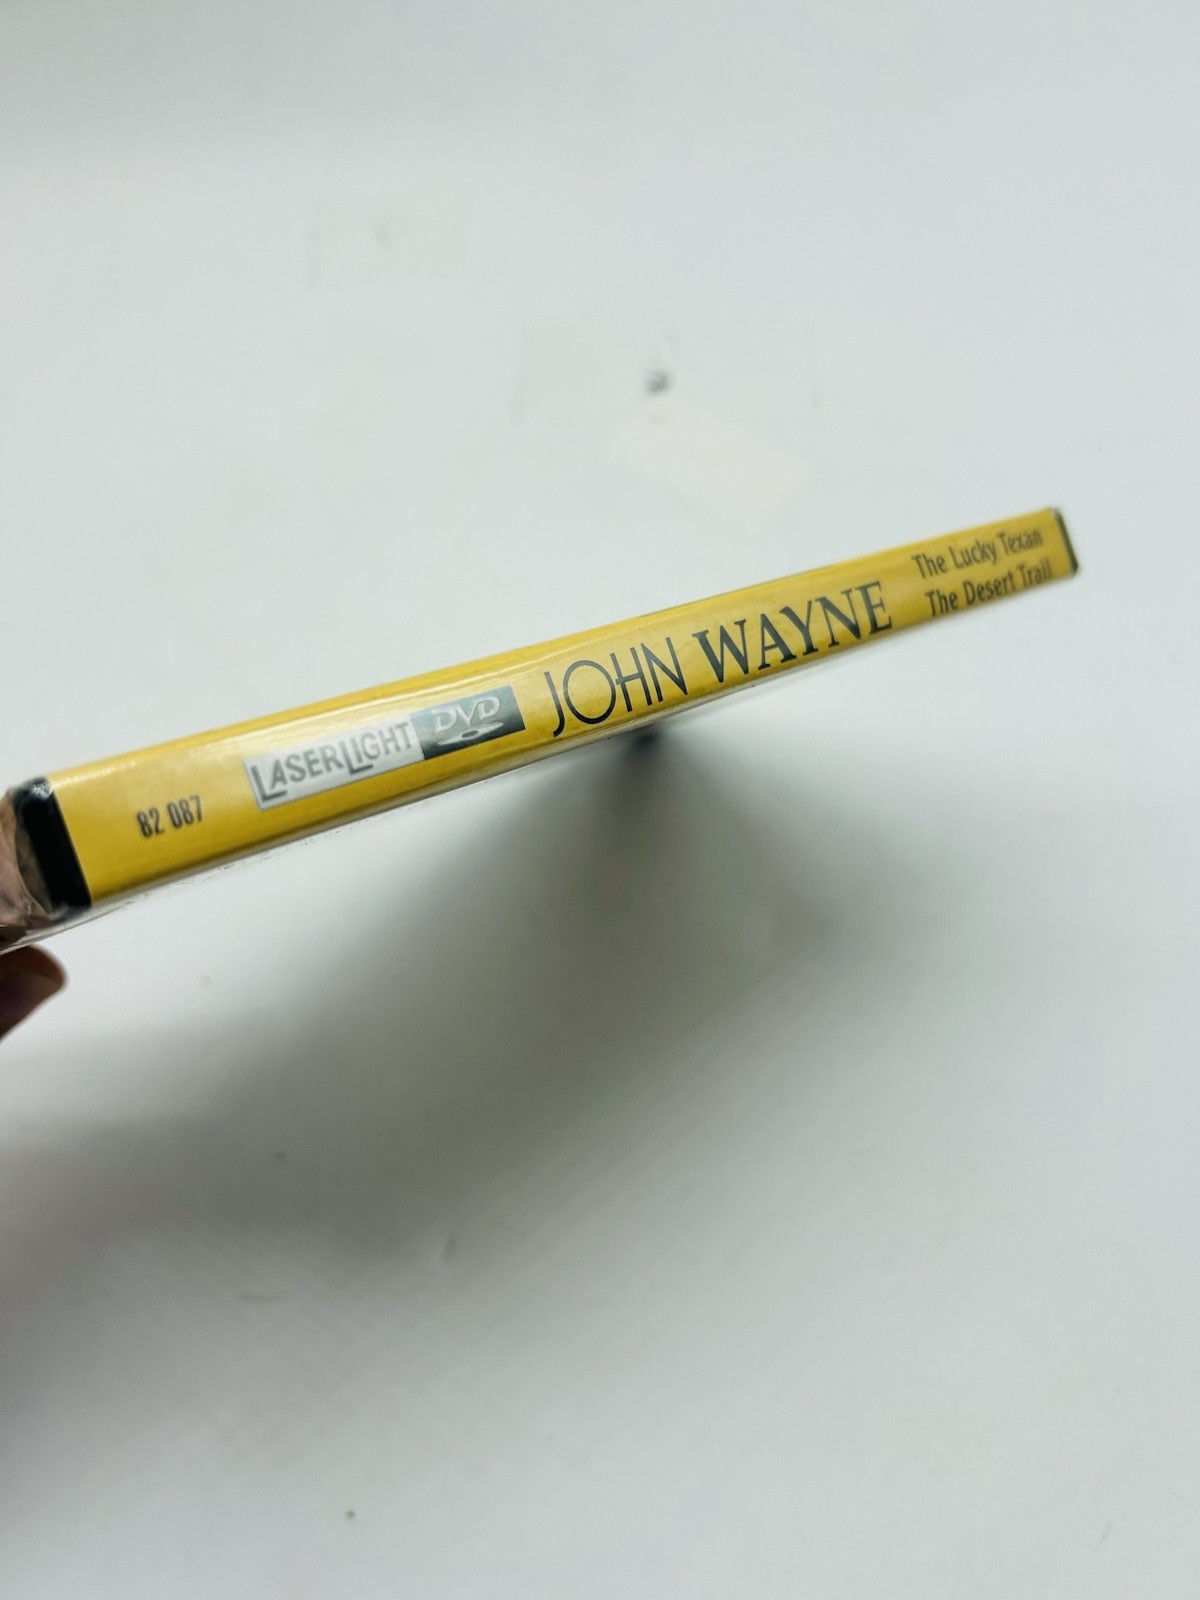 82 087
LASERLIGHT DVD
JOHN WAYNE
The Lucky Texan
The Desert Trail